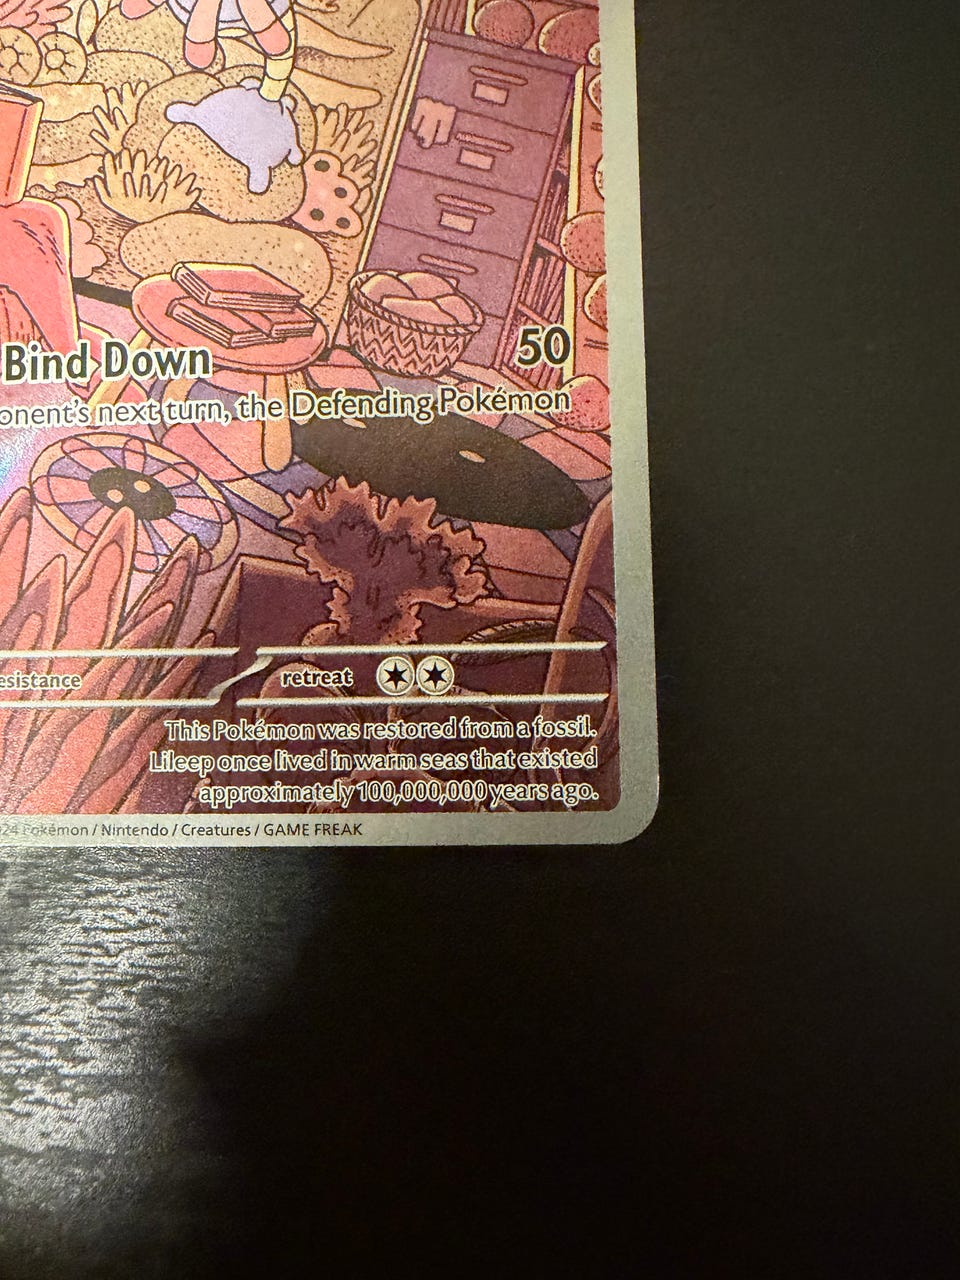 Bind Down 50
onent's next turn, the Defending Pokémon
esistance retreat
This Pokémon was restored from a fossil.
Lileep once lived in warm seas that existed
approximately 100,000,000 years ago.
24 Pokémon / Nintendo / Creatures / GAME FREAK